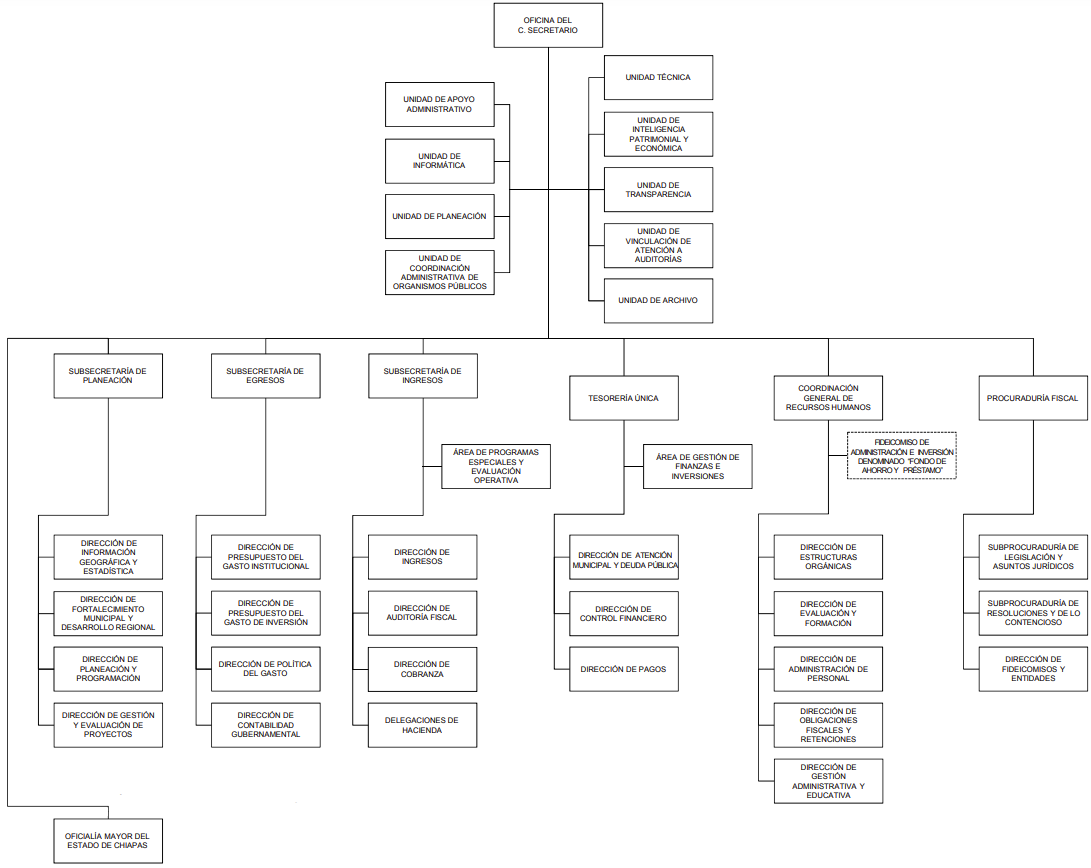 OFICINA DEL
C. SECRETARIO
UNIDAD TÉCNICA
UNIDAD DE APOYO
ADMINISTRATIVO
UNIDAD DE
INTELIGENCIA
PATRIMONIAL Y
ECONÓMICA
UNIDAD DE
INFORMÁTICA
UNIDAD DE
TRANSPARENCIA
UNIDAD DE PLANEACIÓN
UNIDAD DE
VINCULACIÓN DE
ATENCIÓN A
AUDITORÍAS
UNIDAD DE
COORDINACIÓN
ADMINISTRATIVA DE
ORGANISMOS PÚBLICOS
UNIDAD DE ARCHIVO
SUBSECRETARÍA DE
PLANEACIÓN
SUBSECRETARÍA DE
EGRESOS
SUBSECRETARÍA DE
INGRESOS
TESORERÍA ÚNICA
COORDINACIÓN
GENERAL DE
RECURSOS HUMANOS
PROCURADURÍA FISCAL
ÁREA DE PROGRAMAS
ESPECIALES Y
EVALUACIÓN
OPERATIVA
ÁREA DE GESTIÓN DE
FINANZAS E
INVERSIONES
FIDEICOMISO DE
ADMINISTRACIÓN E INVERSIÓN
DENOMINADO "FONDO DE
AHORRO Y PRÉSTAMO"
DIRECCIÓN DE
INFORMACIÓN
GEOGRÁFICA Y
ESTADÍSTICA
DIRECCIÓN DE
PRESUPUESTO DEL
GASTO INSTITUCIONAL
DIRECCIÓN DE
INGRESOS
DIRECCIÓN DE ATENCIÓN
MUNICIPAL Y DEUDA PÚBLICA
DIRECCIÓN DE
ESTRUCTURAS
ORGÁNICAS
SUBPROCURADURÍA DE
LEGISLACIÓN Y
ASUNTOS JURÍDICOS
DIRECCIÓN DE
FORTALECIMIENTO
MUNICIPAL Y
DESARROLLO REGIONAL
DIRECCIÓN DE
PRESUPUESTO DEL
GASTO DE INVERSIÓN
DIRECCIÓN DE
AUDITORÍA FISCAL
DIRECCIÓN DE
CONTROL FINANCIERO
DIRECCIÓN DE
EVALUACIÓN Y
FORMACIÓN
SUBPROCURADURÍA DE
RESOLUCIONES Y DE LO
CONTENCIOSO
DIRECCIÓN DE
PLANEACIÓN Y
PROGRAMACIÓN
DIRECCIÓN DE POLÍTICA
DEL GASTO
DIRECCIÓN DE
COBRANZA
DIRECCIÓN DE PAGOS
DIRECCIÓN DE
ADMINISTRACIÓN DE
PERSONAL
DIRECCIÓN DE
FIDEICOMISOS Y
ENTIDADES
DIRECCIÓN DE GESTIÓN
Y EVALUACIÓN DE
PROYECTOS
DIRECCIÓN DE
CONTABILIDAD
GUBERNAMENTAL
DELEGACIONES DE
HACIENDA
DIRECCIÓN DE
OBLIGACIONES
FISCALES Y
RETENCIONES
DIRECCIÓN DE
GESTIÓN
ADMINISTRATIVA Y
EDUCATIVA
OFICIALÍA MAYOR DEL
ESTADO DE CHIAPAS